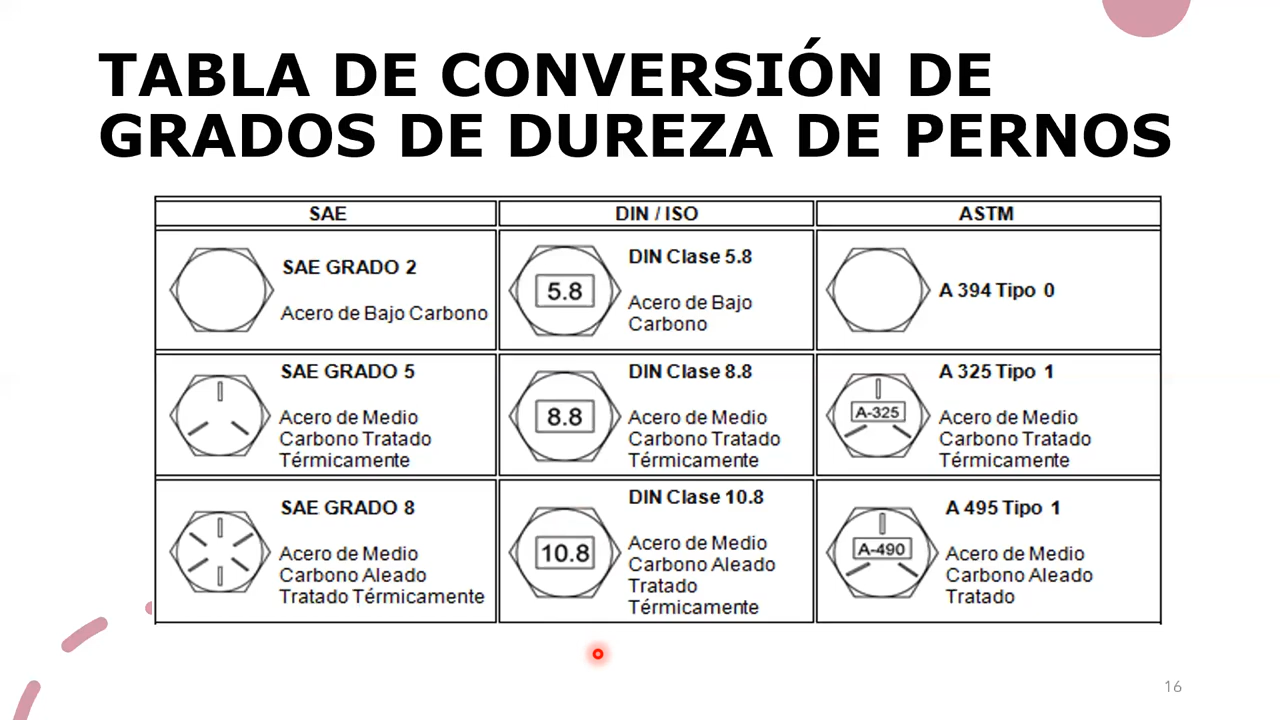 TABLA DE CONVERSIÓN DE
GRADOS DE DUREZA DE PERNOS
SAE
DIN / ISO
ASTM
SAE GRADO 2
Acero de Bajo Carbono
5.8
DIN Clase 5.8
Acero de Bajo
Carbono
A 394 Tipo 0
SAE GRADO 5
Acero de Medio
Carbono Tratado
Térmicamente
8.8
DIN Clase 8.8
Acero de Medio
Carbono Tratado
Térmicamente
A-325
A 325 Tipo 1
Acero de Medio
Carbono Tratado
Térmicamente
SAE GRADO 8
Acero de Medio
Carbono Aleado
Tratado Térmicamente
10.8
DIN Clase 10.8
Acero de Medio
Carbono Aleado
Tratado
Térmicamente
A-490
A 495 Tipo 1
Acero de Medio
Carbono Aleado
Tratado
16